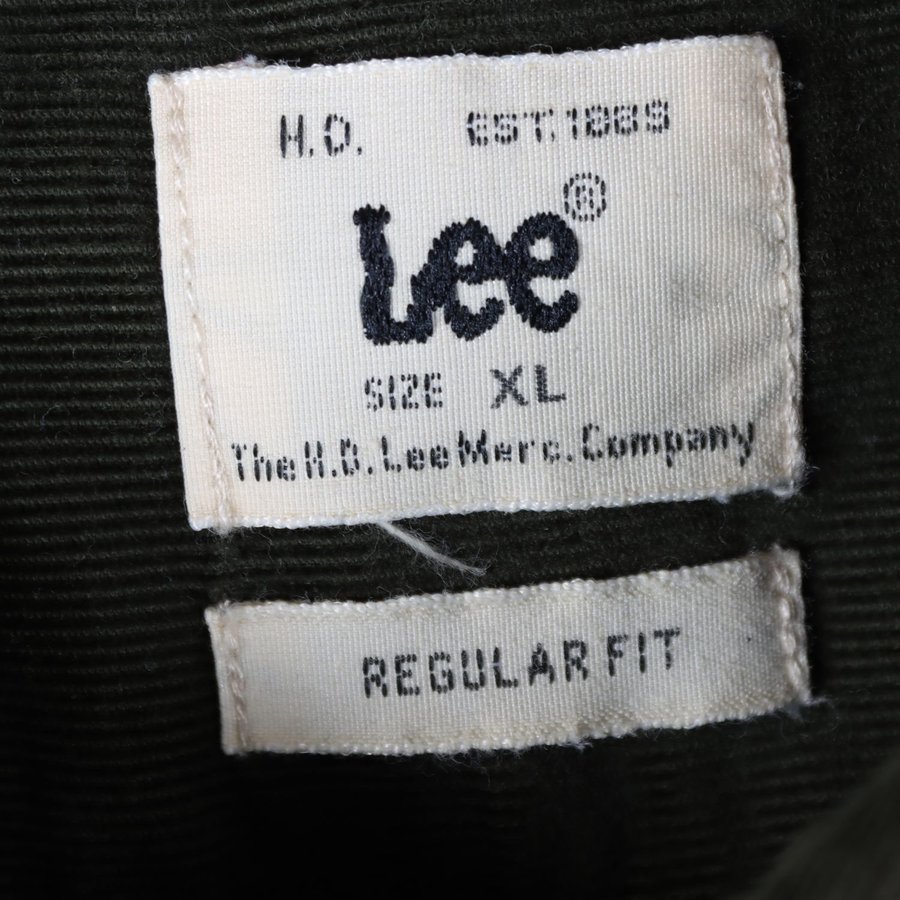 H.D. EST.1889
Lee®
SIZE XL
The H.D. Lee Merc. Company
REGULAR FIT